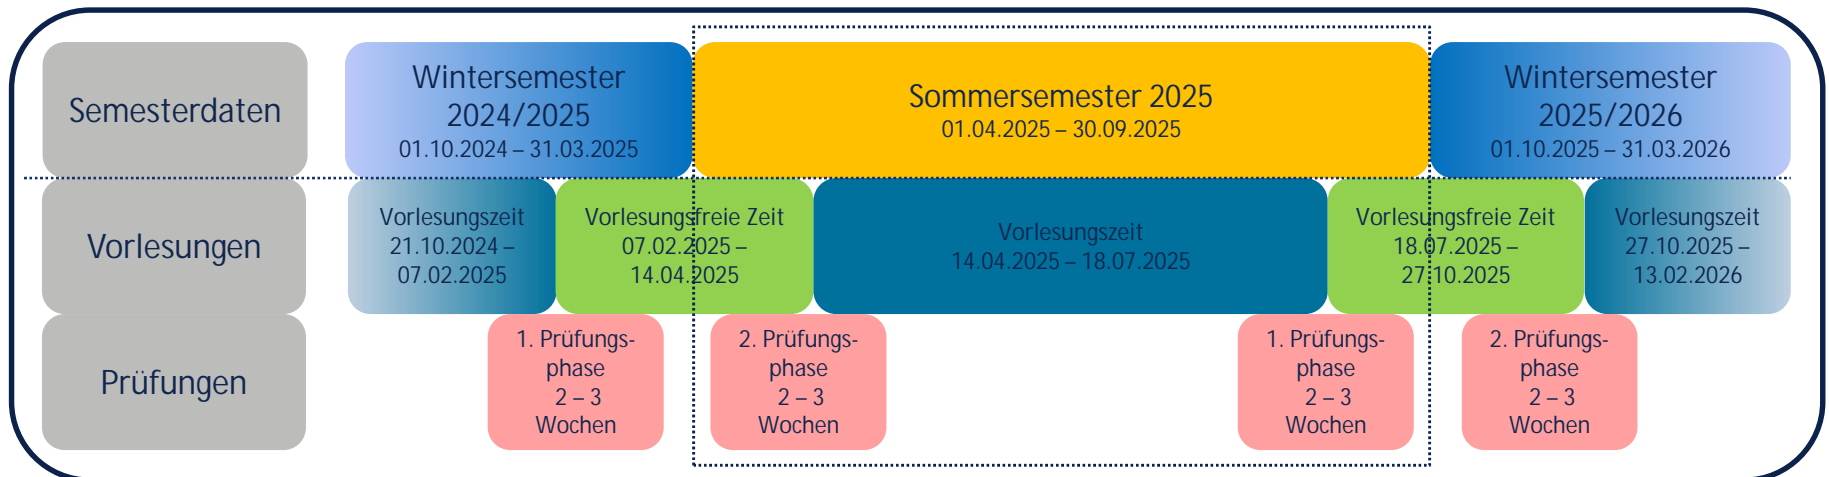 Semesterdaten
Wintersemester
2024/2025
01.10.2024 – 31.03.2025
Sommersemester 2025
01.04.2025 – 30.09.2025
Wintersemester
2025/2026
01.10.2025 – 31.03.2026
Vorlesungen
Vorlesungszeit
21.10.2024 –
07.02.2025
Vorlesungsfreie Zeit
07.02.2025 –
14.04.2025
Vorlesungszeit
14.04.2025 – 18.07.2025
Vorlesungsfreie Zeit
18.07.2025 –
27.10.2025
Vorlesungszeit
27.10.2025 –
13.02.2026
Prüfungen
1. Prüfungs-
phase
2 – 3
Wochen
2. Prüfungs-
phase
2 – 3
Wochen
1. Prüfungs-
phase
2 – 3
Wochen
2. Prüfungs-
phase
2 – 3
Wochen